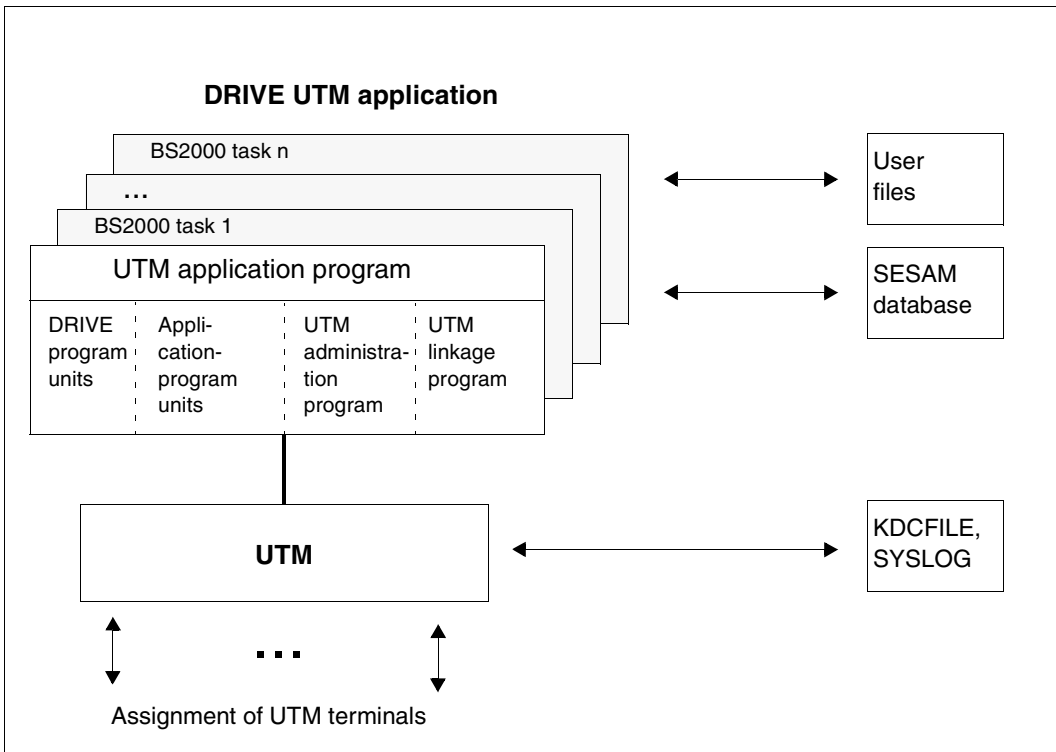 DRIVE UTM application
BS2000 task n
...
BS2000 task 1
UTM application program
DRIVE
program
units
Appli-
cation-
program
units
UTM
administra-
tion
program
UTM
linkage
program
User
files
SESAM
database
UTM
KDCFILE,
SYSLOG
...
Assignment of UTM terminals